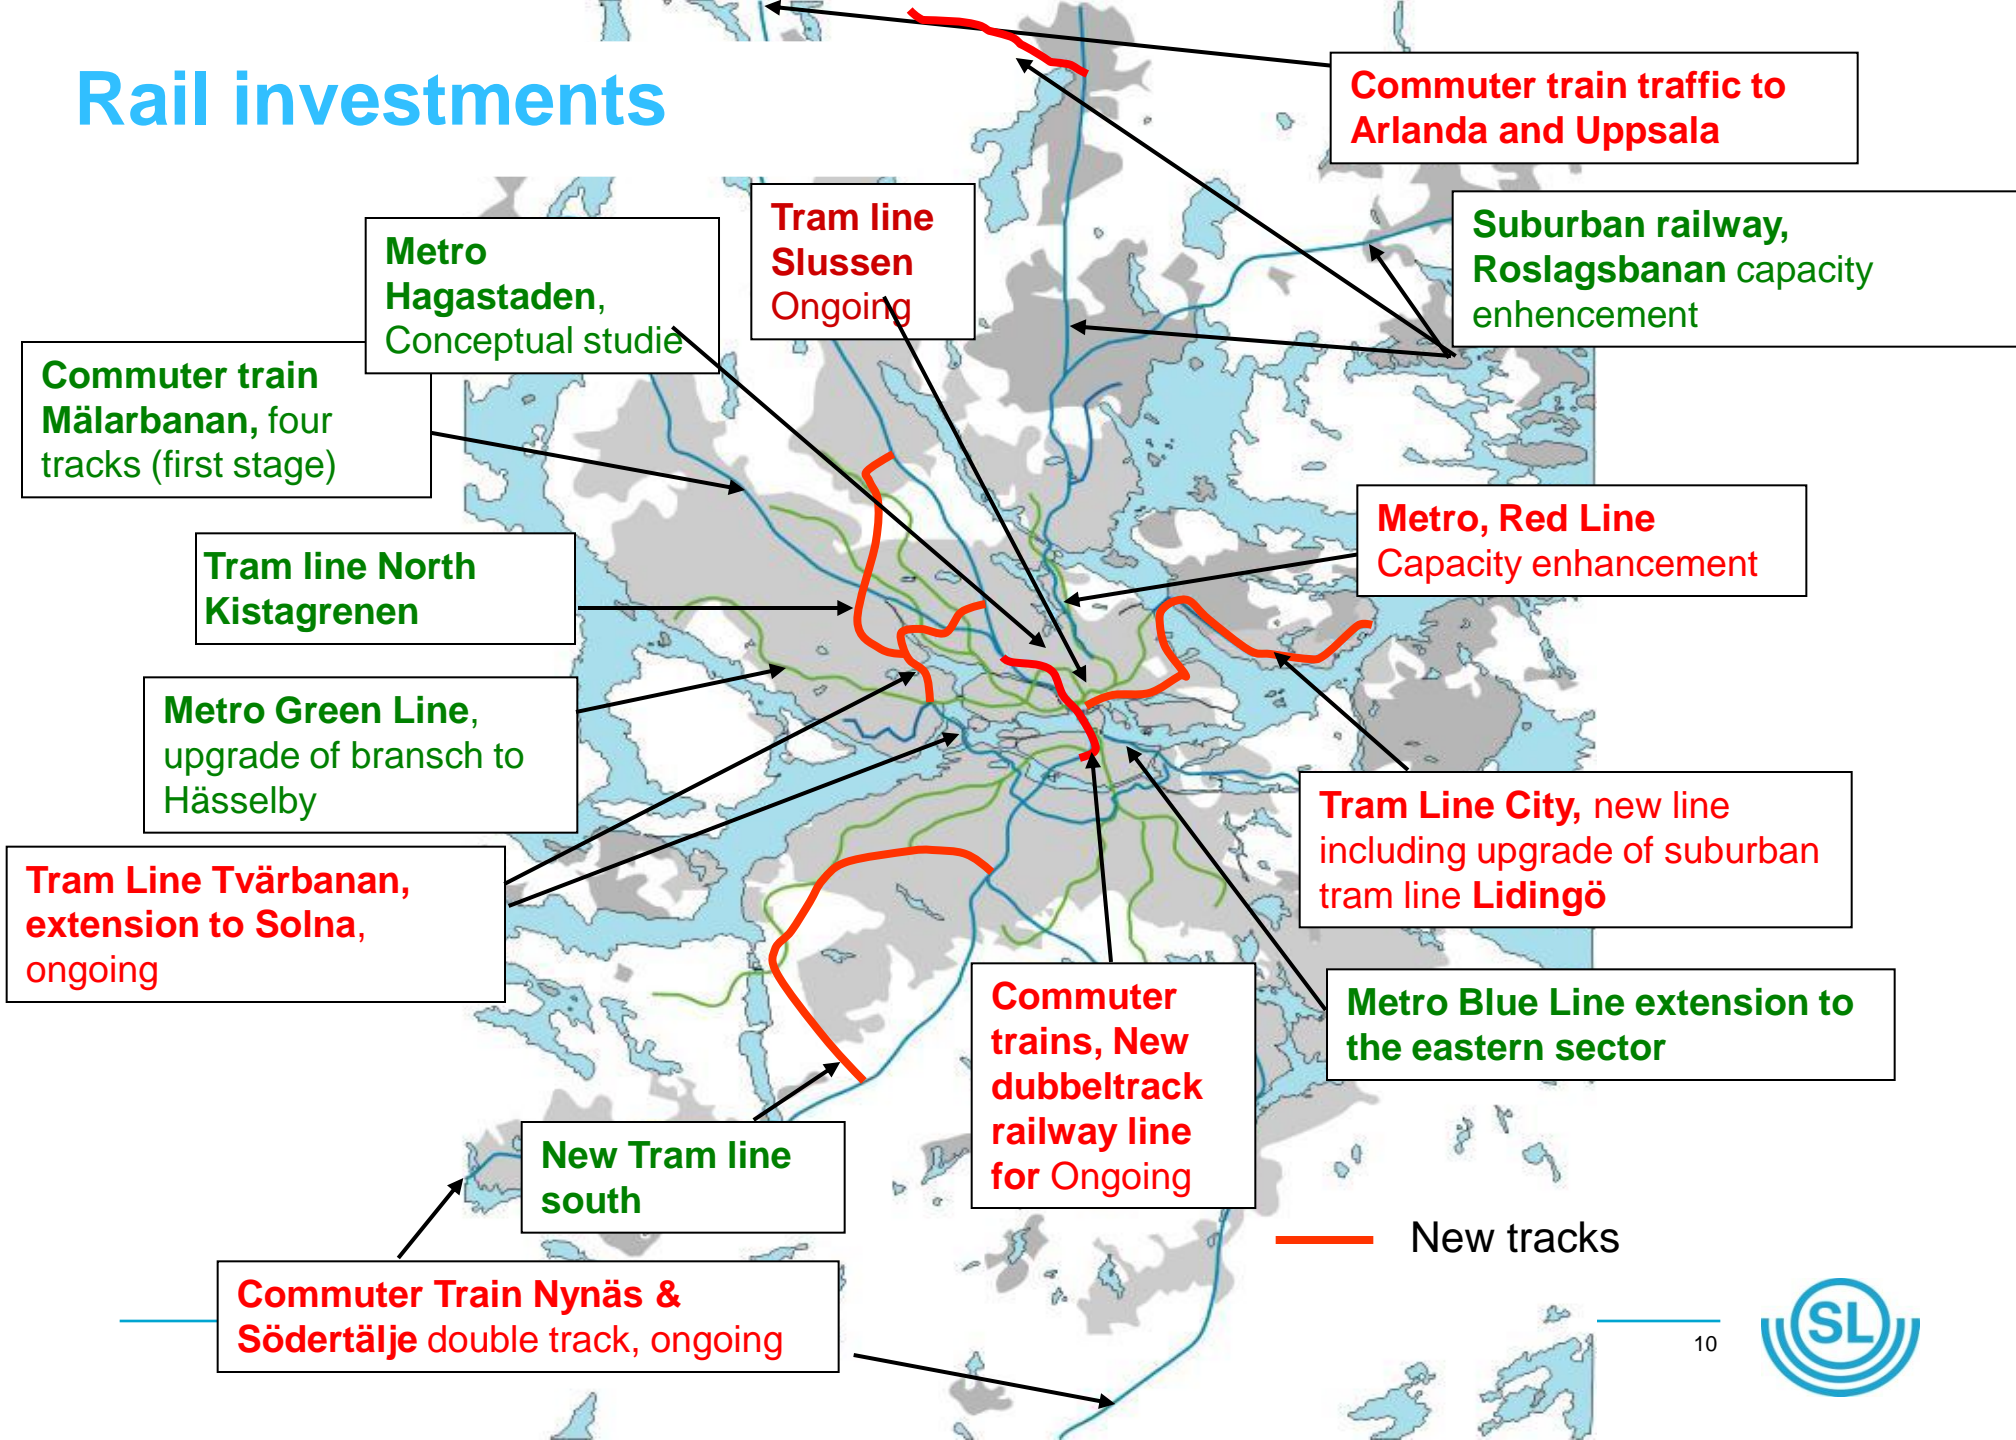 Rail investments
Commuter train traffic to
Arlanda and Uppsala
Tram line
Slussen
Ongoing
Suburban railway,
Roslagsbanan capacity
enhencement
Metro
Hagastaden,
Conceptual studie
Commuter train
Mälarbanan, four
tracks (first stage)
Metro, Red Line
Capacity enhancement
Tram line North
Kistagrenen
Metro Green Line,
upgrade of bransch to
Hässelby
Tram Line City, new line
including upgrade of suburban
tram line Lidingö
Tram Line Tvärbanan,
extension to Solna,
ongoing
Commuter
trains, New
dubbeltrack
railway line
for Ongoing
Metro Blue Line extension to
the eastern sector
New Tram line
south
New tracks
Commuter Train Nynäs &
Södertälje double track, ongoing
10
SL